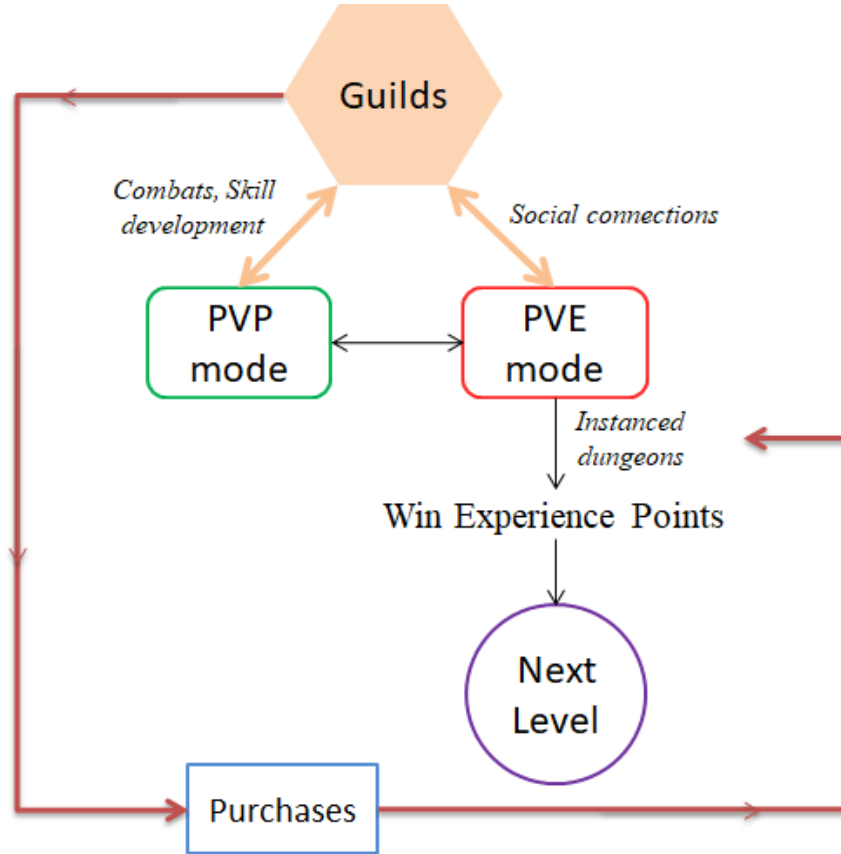 Guilds
Combats, Skill
development
Social connections
PVP
mode
PVE
mode
Instanced
dungeons
Win Experience Points
Next
Level
Purchases